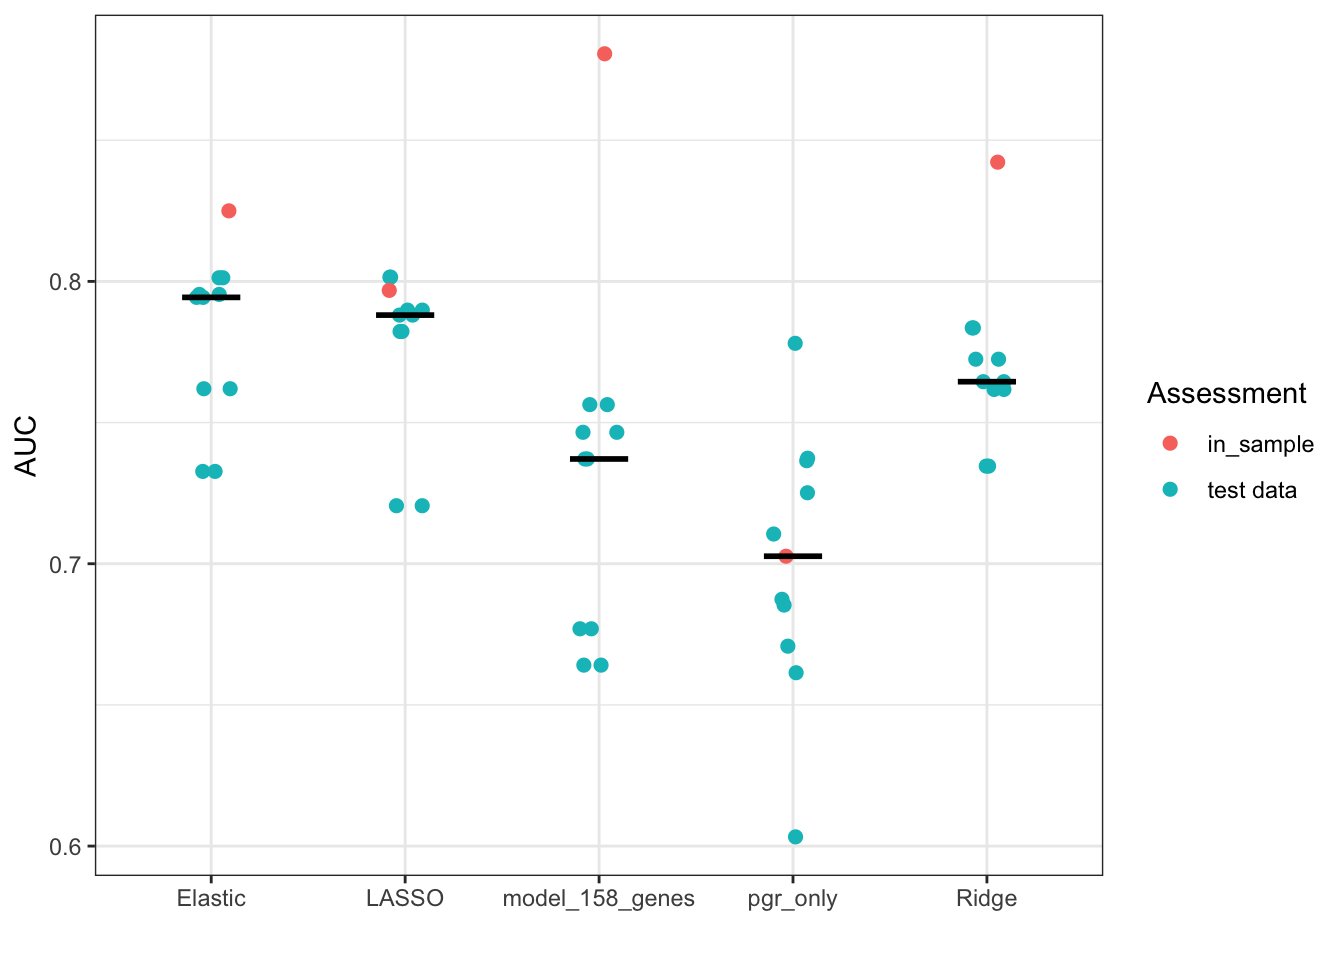 AUC
0.8
0.7
0.6
Elastic
LASSO
model_158_genes
pgr_only
Ridge
Assessment
in_sample
test data